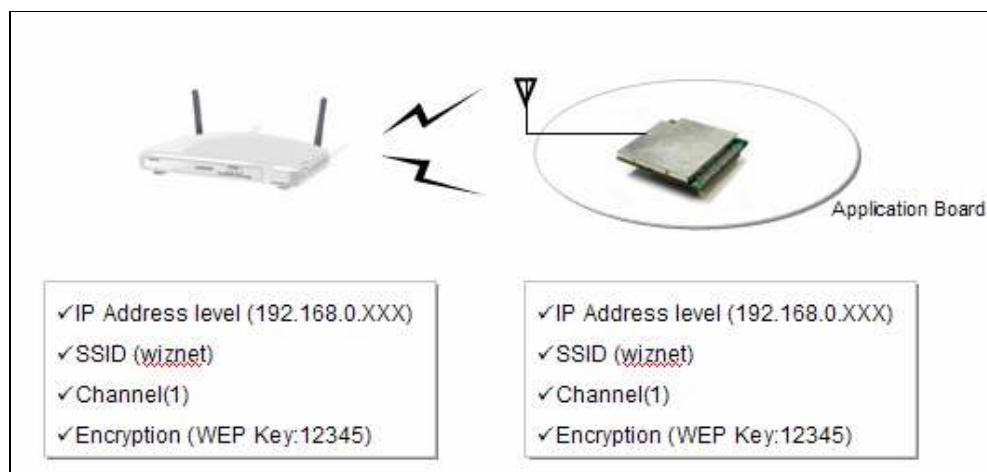 Application Board
✓IP Address level (192.168.0.XXX)
✓SSID (wiznet)
✓Channel(1)
✓Encryption (WEP Key:12345)
✓IP Address level (192.168.0.XXX)
✓SSID (wiznet)
✓Channel(1)
✓Encryption (WEP Key:12345)